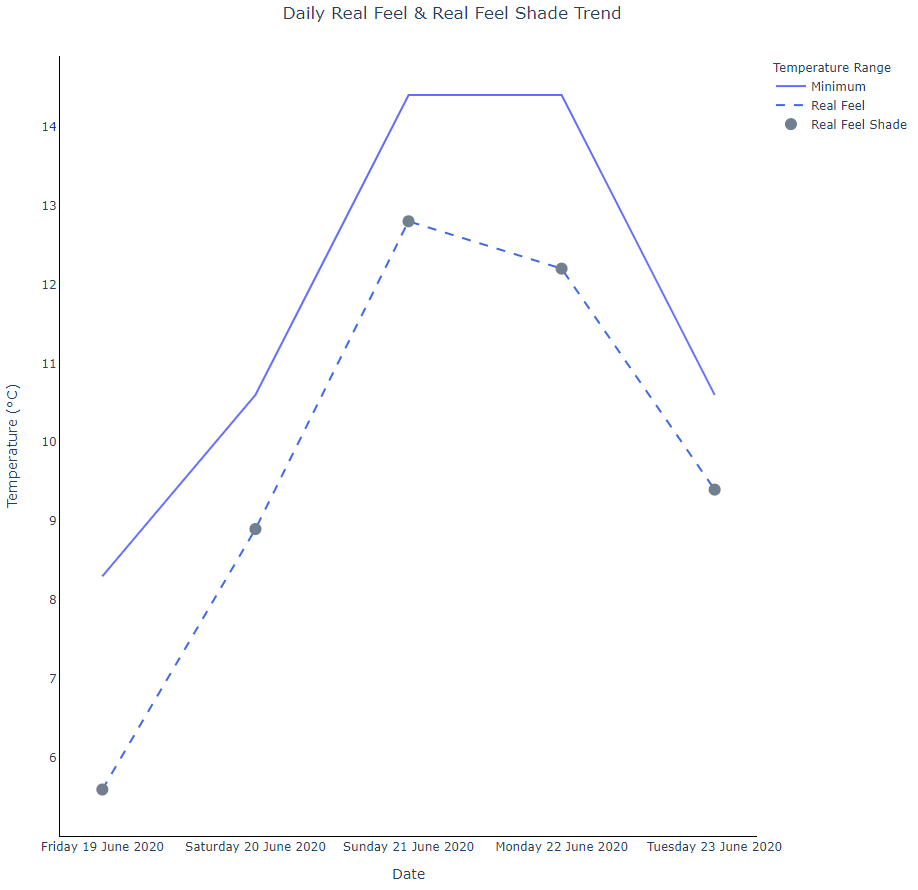 Daily Real Feel & Real Feel Shade Trend
Temperature Range
Minimum
Real Feel
Real Feel Shade
14
13
12
11
10
9
8
7
6
Temperature (°C)
Friday 19 June 2020
Saturday 20 June 2020
Sunday 21 June 2020
Monday 22 June 2020
Tuesday 23 June 2020
Date